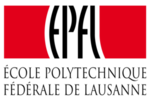 EPFL
ÉCOLE POLYTECHNIQUE
FÉDÉRALE DE LAUSANNE